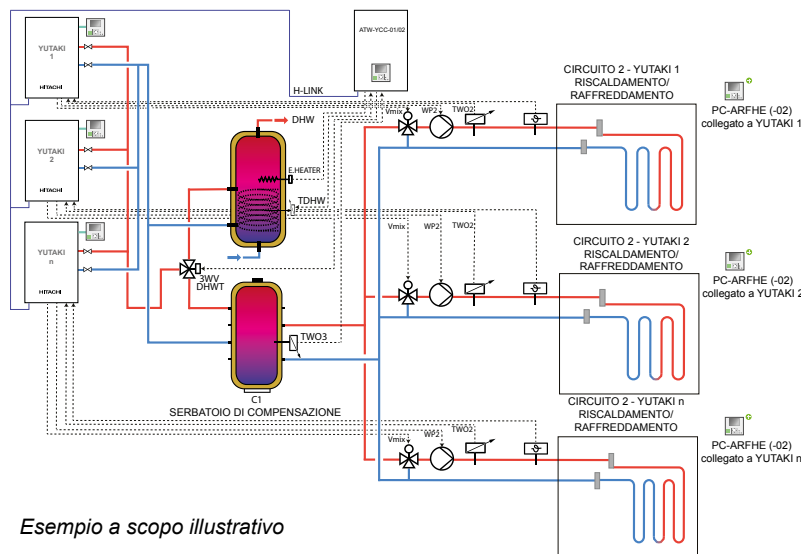 YUTAKI
1
HITACHI
YUTAKI
2
HITACHI
YUTAKI
n
HITACHI
ATW-YCC-01/02
H-LINK
DHW
E.HEATER
TDHW
3WV
DHWT
TWO3
C1
SERBATOIO DI COMPENSAZIONE
Vmix
WP2
TWO2
CIRCUITO 2 - YUTAKI 1
RISCALDAMENTO/
RAFFREDDAMENTO
PC-ARFHE (-02)
collegato a YUTAKI 1
Vmix
WP2
TWO2
CIRCUITO 2 - YUTAKI 2
RISCALDAMENTO/
RAFFREDDAMENTO
PC-ARFHE (-02)
collegato a YUTAKI 2
Vmix
WP2
TWO2
CIRCUITO 2 - YUTAKI n
RISCALDAMENTO/
RAFFREDDAMENTO
PC-ARFHE (-02)
collegato a YUTAKI n
Esempio a scopo illustrativo